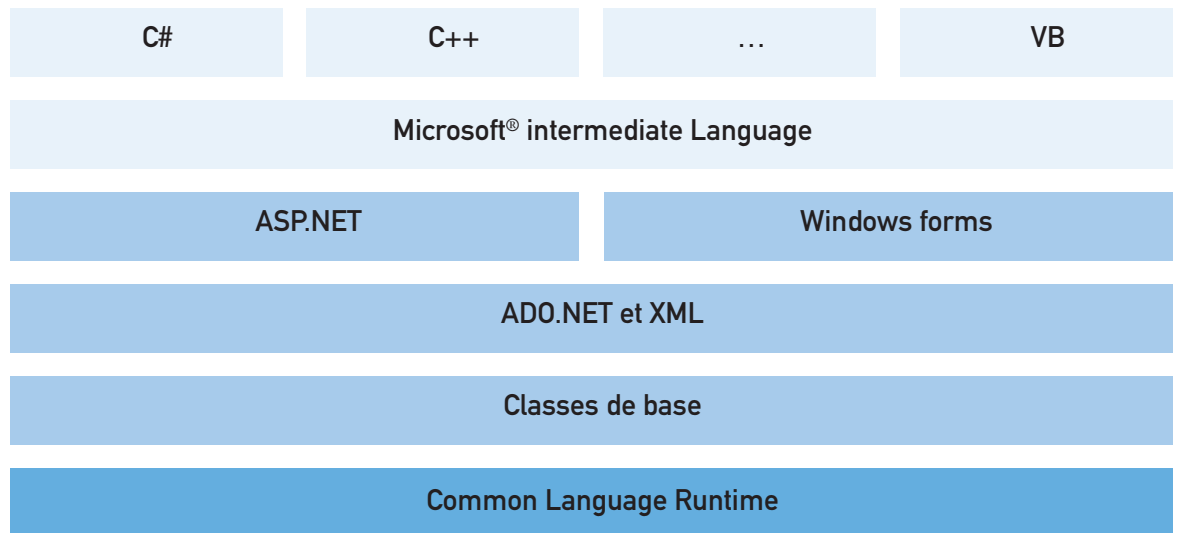 C# C++ ... VB
Microsoft® intermediate Language
ASP.NET Windows forms
ADO.NET et XML
Classes de base
Common Language Runtime